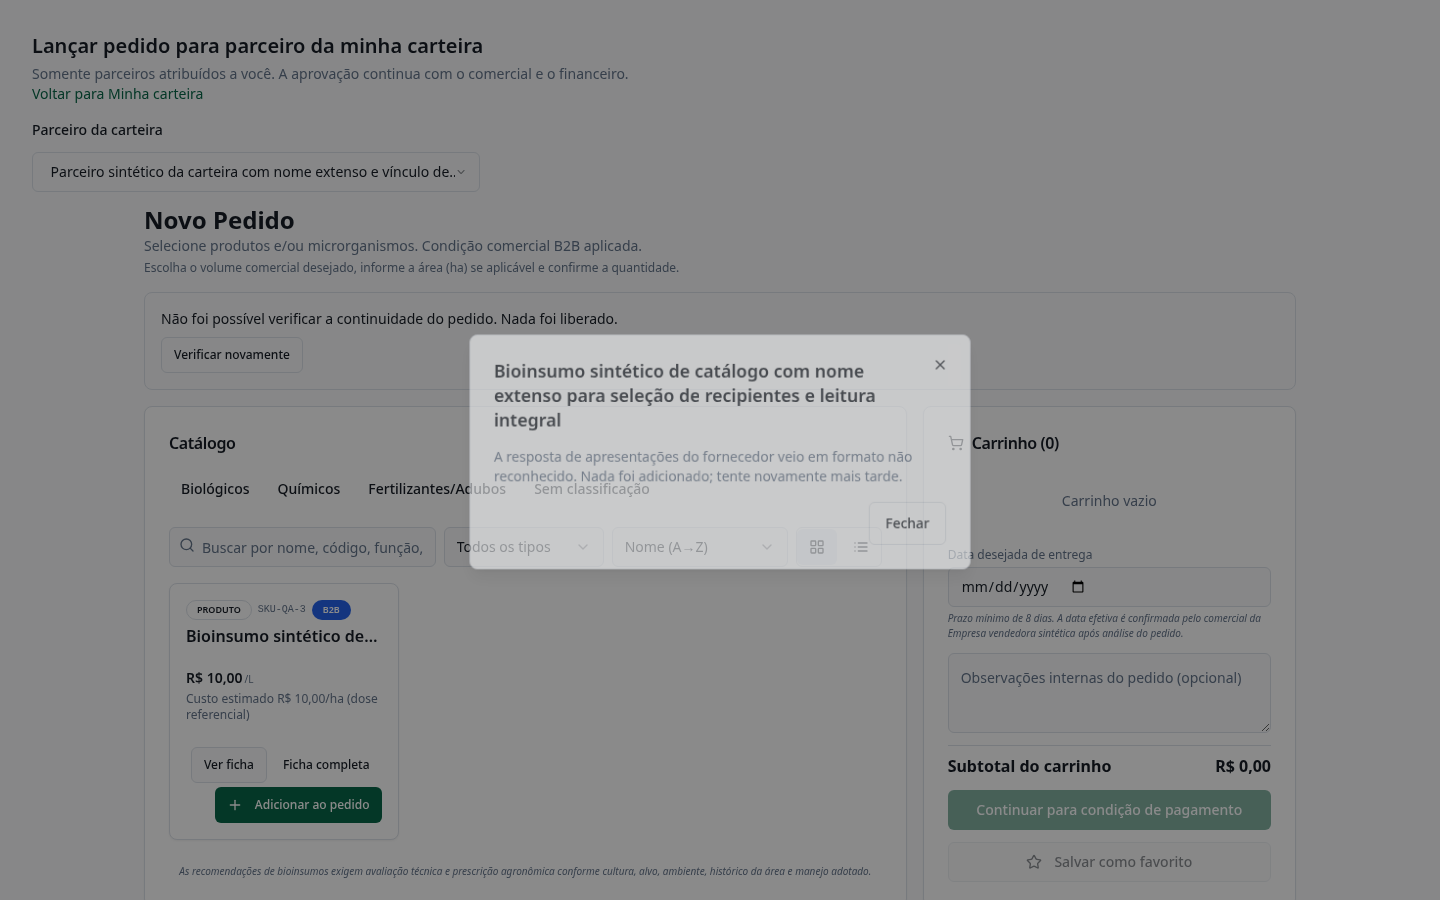 Lançar pedido para parceiro da minha carteira
Somente parceiros atribuídos a você. A aprovação continua com o comercial e o financeiro.
Voltar para Minha carteira
Parceiro da carteira
Parceiro sintético da carteira com nome extenso e vínculo de..
Novo Pedido
Selecione produtos e/ou microrganismos. Condição comercial B2B aplicada.
Escolha o volume comercial desejado, informe a área (ha) se aplicável e confirme a quantidade.
Não foi possível verificar a continuidade do pedido. Nada foi liberado.
Verificar novamente
Bioinsumo sintético de catálogo com nome
extenso para seleção de recipientes e leitura
integral
A resposta de apresentações do fornecedor veio em formato não
reconhecido. Nada foi adicionado; tente novamente mais tarde.
Fechar
Catálogo
Biológicos Químicos Fertilizantes/Adubos Sem classificação
Buscar por nome, código, função, Todos os tipos Nome (A→Z)
PRODUTO SKU-QA-3 B2B
Bioinsumo sintético de...
R$ 10,00 /L
Custo estimado R$ 10,00/ha (dose
referencial)
Ver ficha Ficha completa
Adicionar ao pedido
As recomendações de bioinsumos exigem avaliação técnica e prescrição agronômica conforme cultura, alvo, ambiente, histórico da área e manejo adotado.
Carrinho (0)
Carrinho vazio
Data desejada de entrega
mm/dd/yyyy
Prazo mínimo de 8 dias. A data efetiva é confirmada pelo comercial da
Empresa vendedora sintética após análise do pedido.
Observações internas do pedido (opcional)
Subtotal do carrinho R$ 0,00
Continuar para condição de pagamento
Salvar como favorito